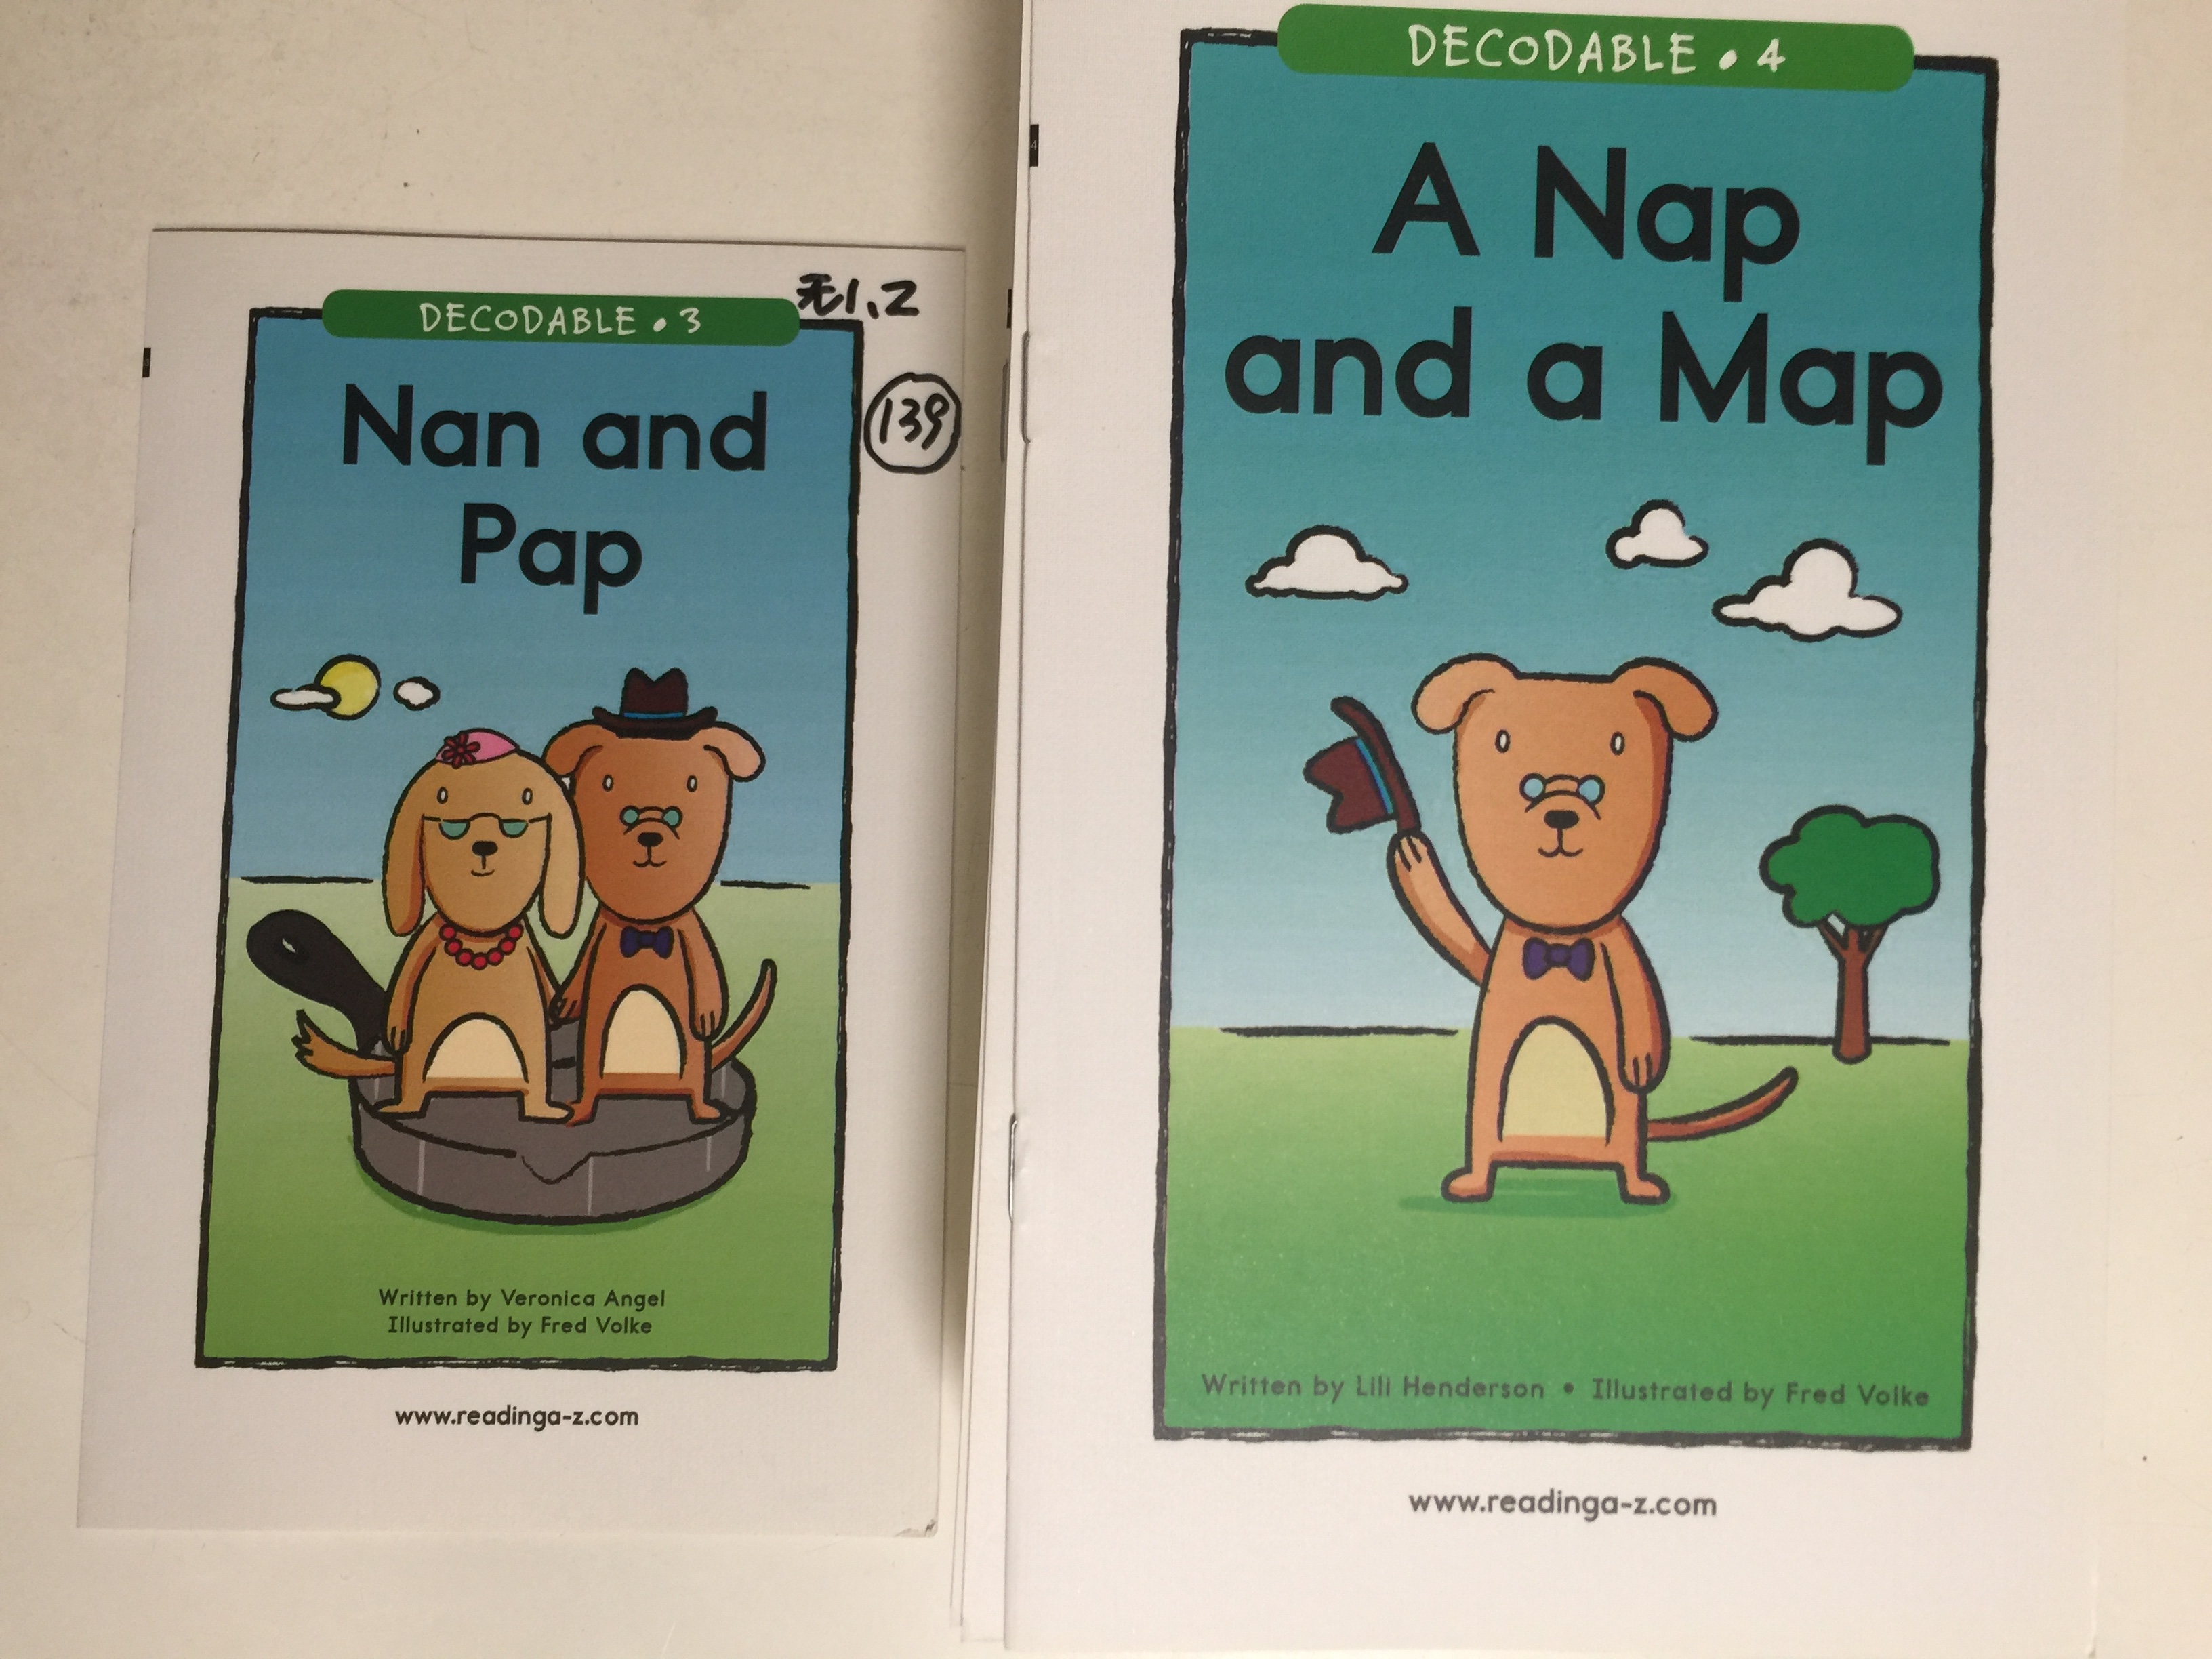 DECODABLE • 3
无1、2
139
Nan and
Pap
Written by Veronica Angel
Illustrated by Fred Volke
www.readinga-z.com
DECODABLE • 4
A Nap
and a Map
Written by Lili Henderson • Illustrated by Fred Volke
www.readinga-z.com